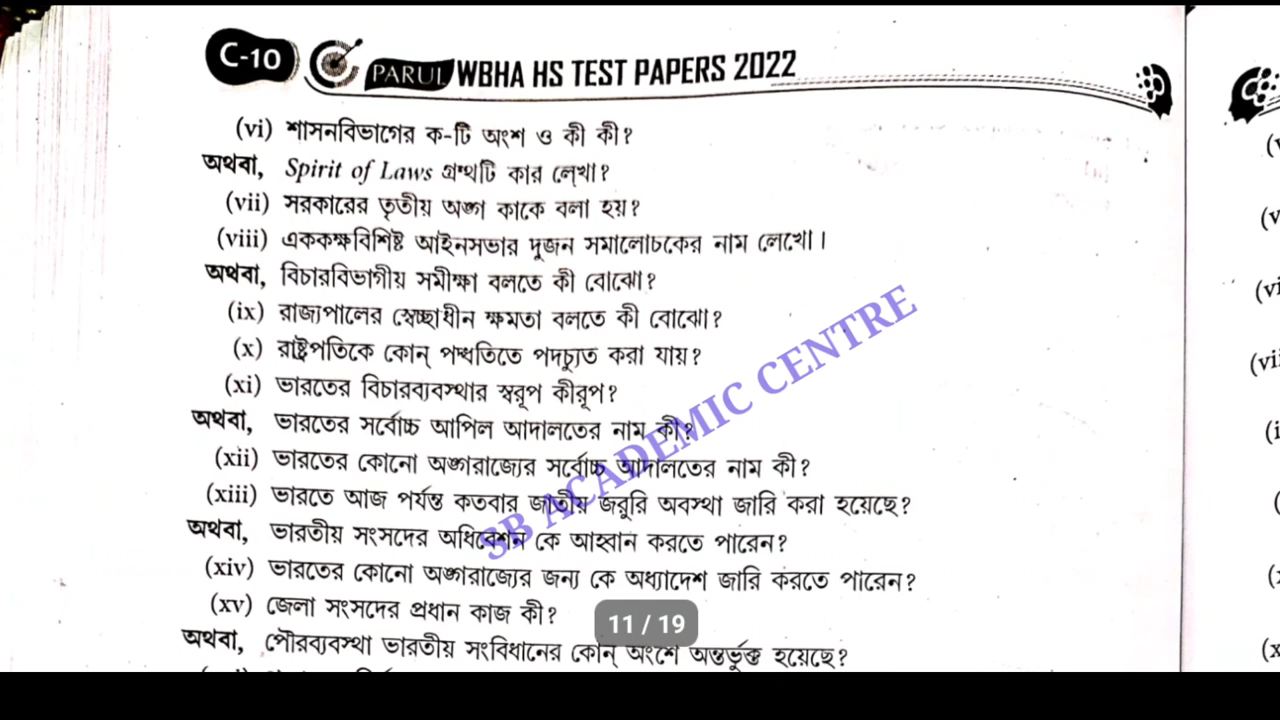 C-10 PARUL WBHA HS TEST PAPERS 2022
(vi) শাসনবিভাগের ক-টি অংশ ও কী কী?
অথবা, Spirit of Laws গ্রন্থটি কার লেখা?
(vii) সরকারের তৃতীয় অঙ্গ কাকে বলা হয়?
(viii) এককক্ষবিশিষ্ট আইনসভার দুজন সমালোচকের নাম লেখো।
অথবা, বিচারবিভাগীয় সমীক্ষা বলতে কী বোঝো?
(ix) রাজ্যপালের স্বেচ্ছাধীন ক্ষমতা বলতে কী বোঝো?
(x) রাষ্ট্রপতিকে কোন্ পদ্ধতিতে পদচ্যুত করা যায়?
(xi) ভারতের বিচারব্যবস্থার স্বরূপ কীরূপ?
অথবা, ভারতের সর্বোচ্চ আপিল আদালতের নাম কী?
(xii) ভারতের কোনো অঙ্গরাজ্যের সর্বোচ্চ আদালতের নাম কী?
(xiii) ভারতে আজ পর্যন্ত কতবার জাতীয় জরুরি অবস্থা জারি করা হয়েছে?
অথবা, ভারতীয় সংসদের অধিবেশন কে আহ্বান করতে পারেন?
(xiv) ভারতের কোনো অঙ্গরাজ্যের জন্য কে অধ্যাদেশ জারি করতে পারেন?
(xv) জেলা সংসদের প্রধান কাজ কী?
অথবা, পৌরব্যবস্থা ভারতীয় সংবিধানের কোন্ অংশে অন্তর্ভুক্ত হয়েছে?
SB ACADEMIC CENTRE
11 / 19